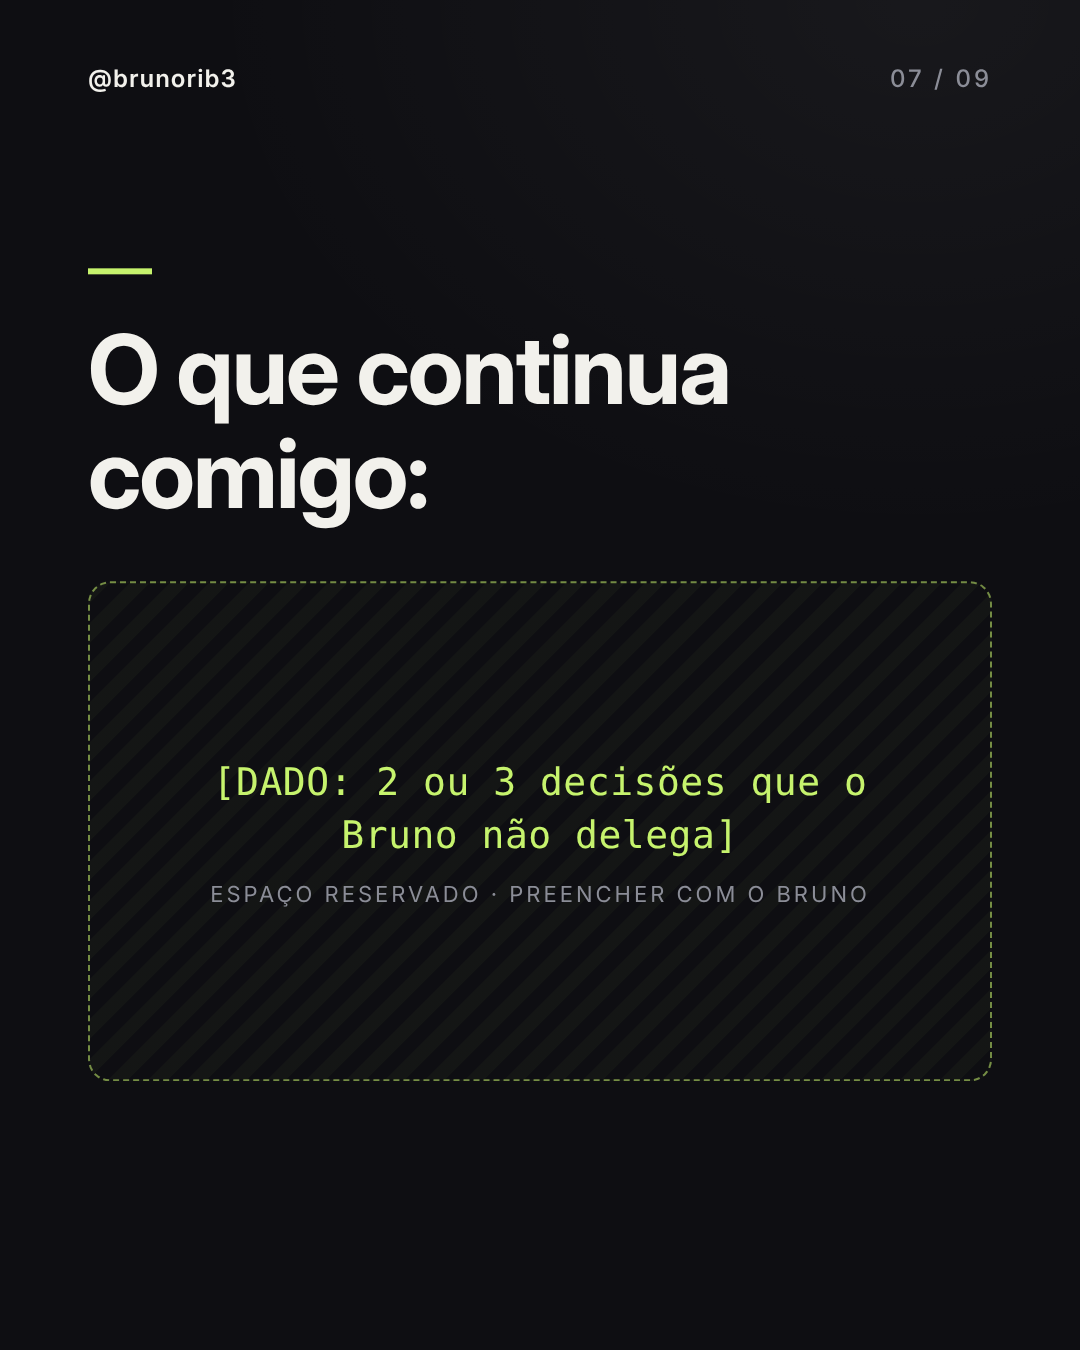 @brunorib3
07 / 09
O que continua
comigo:
[DADO: 2 ou 3 decisões que o
Bruno não delega]
ESPAÇO RESERVADO · PREENCHER COM O BRUNO